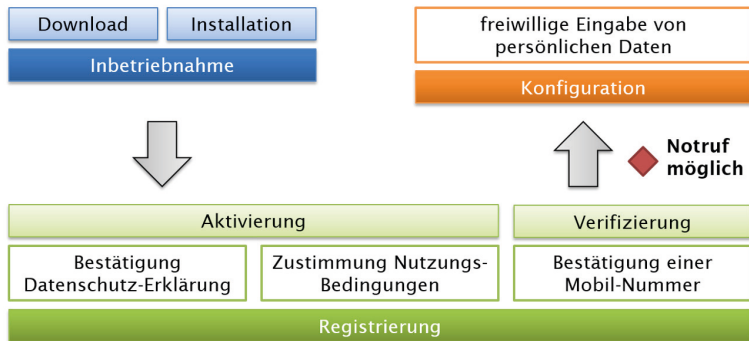 Download
Installation
Inbetriebnahme
freiwillige Eingabe von
persönlichen Daten
Konfiguration
Notruf
möglich
Aktivierung
Verifizierung
Bestätigung
Datenschutz-Erklärung
Zustimmung Nutzungs-
Bedingungen
Bestätigung einer
Mobil-Nummer
Registrierung